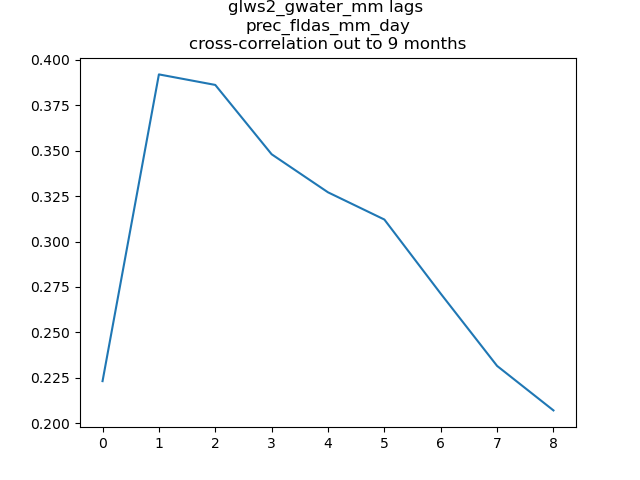 glws2_gwater_mm lags
prec_fldas_mm_day
cross-correlation out to 9 months
0.400
0.375
0.350
0.325
0.300
0.275
0.250
0.225
0.200
0 1 2 3 4 5 6 7 8